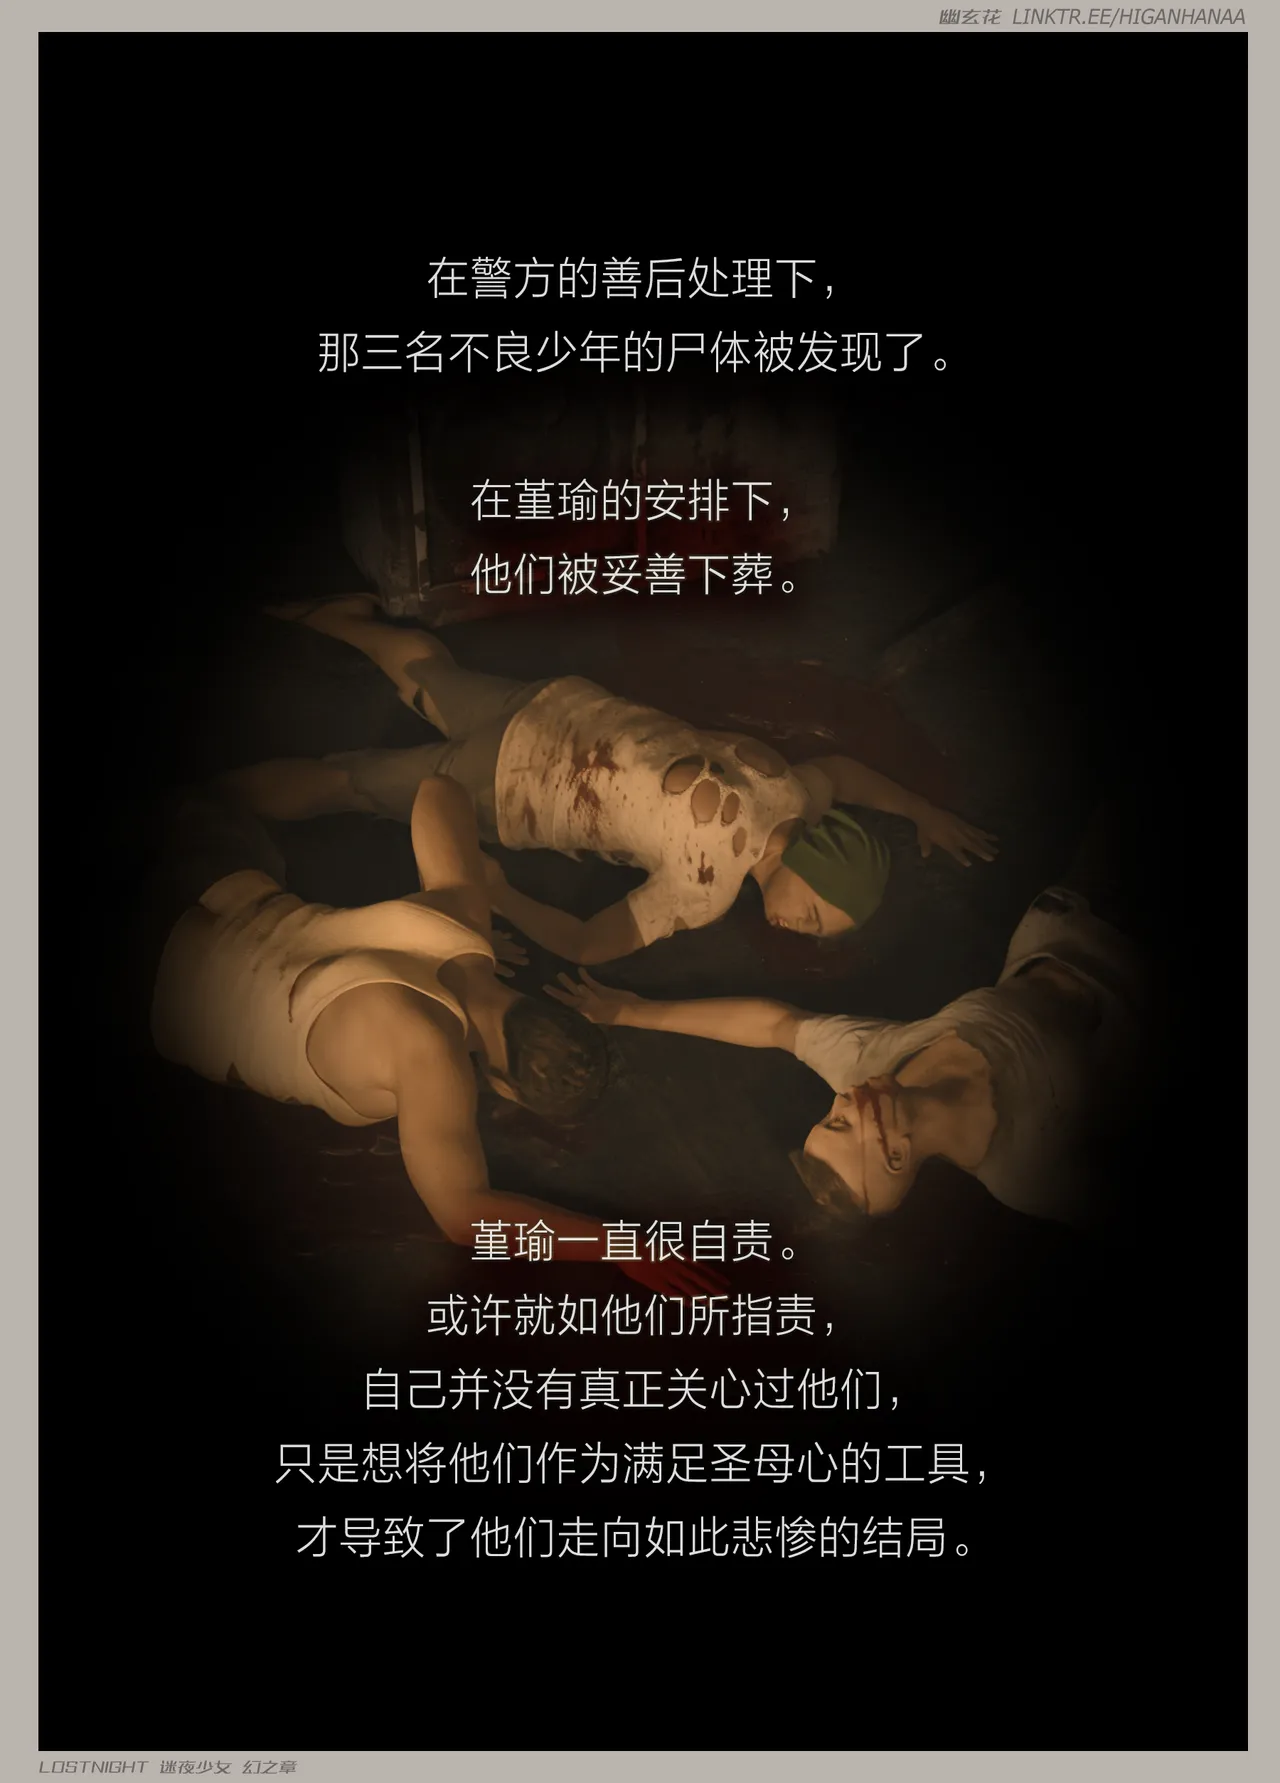 幽玄花 LINKTR.EE/HIGANHANAA
在警方的善后处理下，
那三名不良少年的尸体被发现了。
在堇瑜的安排下，
他们被妥善下葬。
堇瑜一直很自责。
或许就如他们所指责，
自己并没有真正关心过他们，
只是想将他们作为满足圣母心的工具，
才导致了他们走向如此悲惨的结局。
LOSTNIGHT 迷夜少女 幻之章